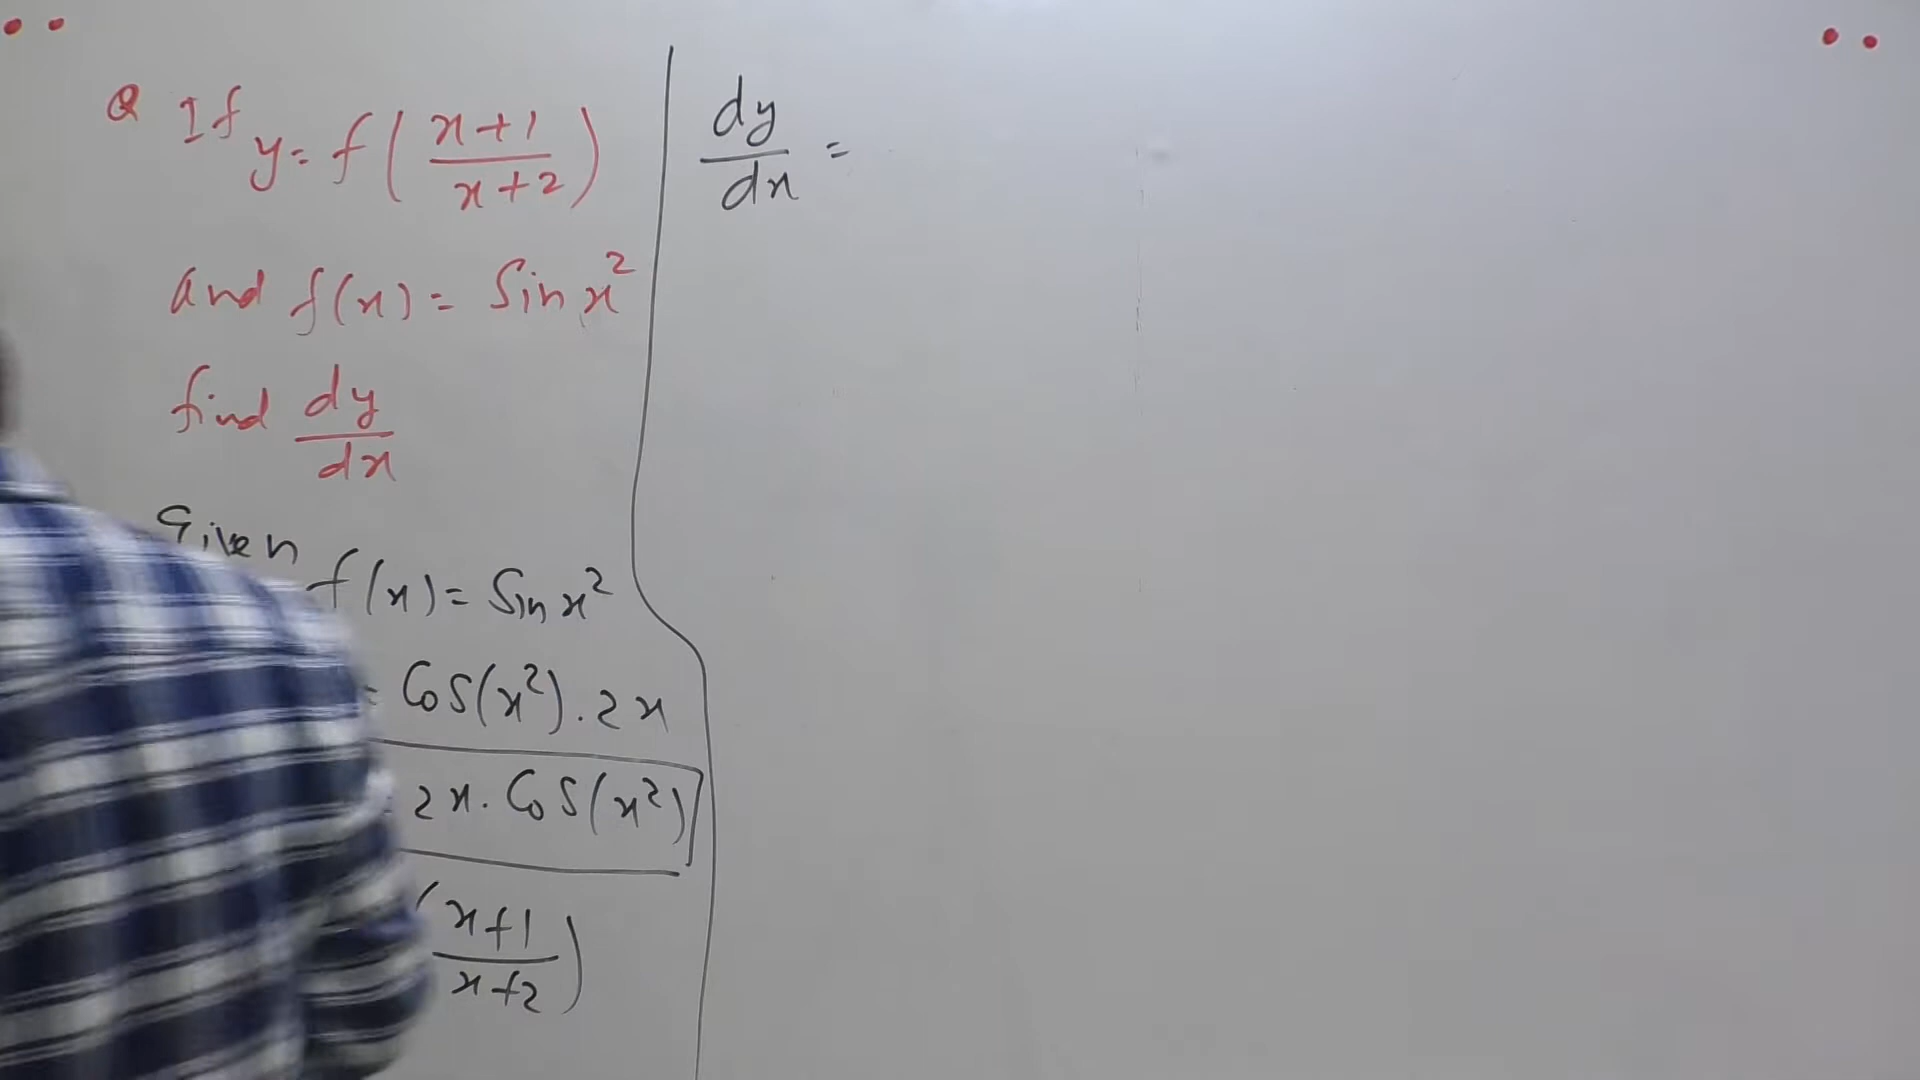 Q If y = f( (x+1)/(x+2) )
and f(x) = Sin x²
find dy/dx
Given
f(x) = Sin x²
= Cos(x²) . 2x
2x . Cos(x²)
( (x+1)/(x+2) )
dy/dx =